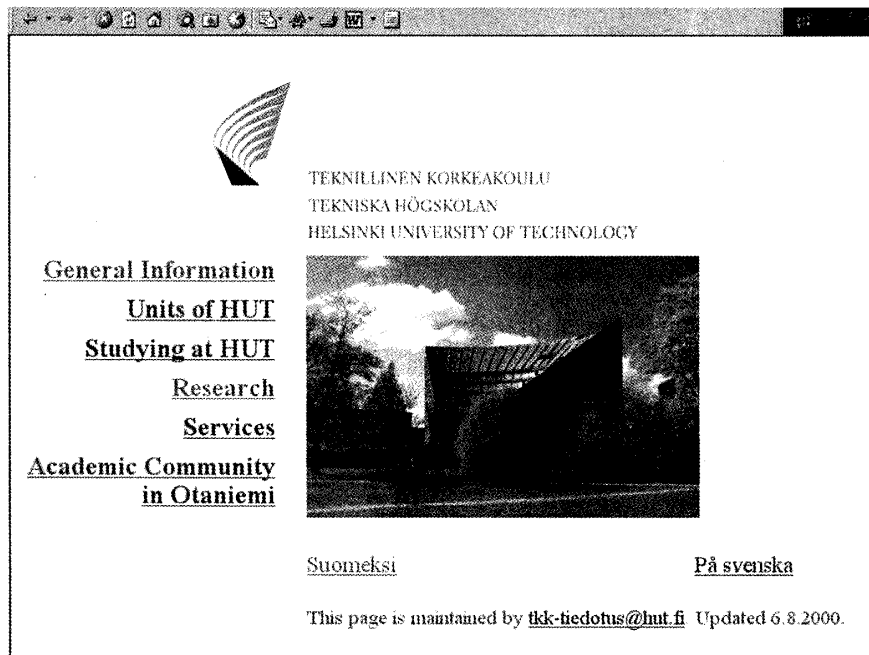 TEKNILLINEN KORKEAKOULU
TEKNISKA HÖGSKOLAN
HELSINKI UNIVERSITY OF TECHNOLOGY
General Information
Units of HUT
Studying at HUT
Research
Services
Academic Community
in Otaniemi
Suomeksi På svenska
This page is maintained by tkk-tiedotus@hut.fi Updated 6.8.2000.